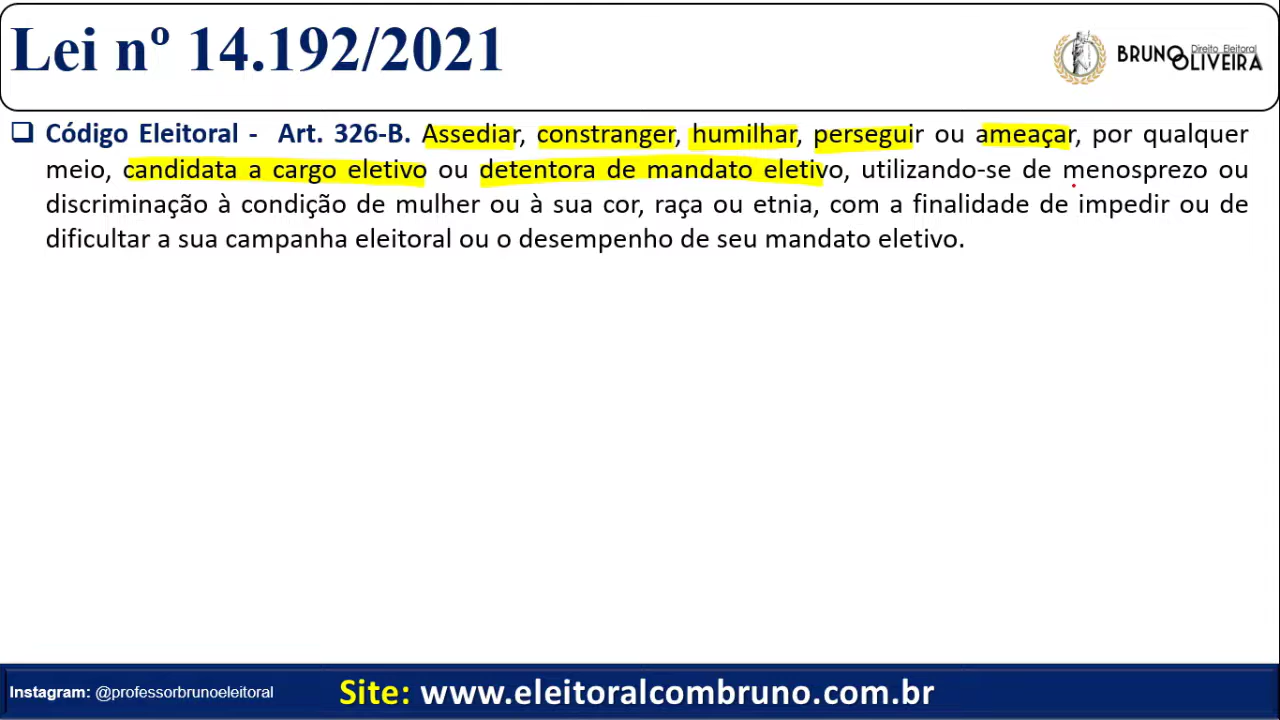 Lei nº 14.192/2021
BRUNO Direito Eleitoral
OLIVEIRA
❑ Código Eleitoral - Art. 326-B. Assediar, constranger, humilhar, perseguir ou ameaçar, por qualquer
meio, candidata a cargo eletivo ou detentora de mandato eletivo, utilizando-se de menosprezo ou
discriminação à condição de mulher ou à sua cor, raça ou etnia, com a finalidade de impedir ou de
dificultar a sua campanha eleitoral ou o desempenho de seu mandato eletivo.
Instagram: @professorbrunoeleitoral
Site: www.eleitoralcombruno.com.br